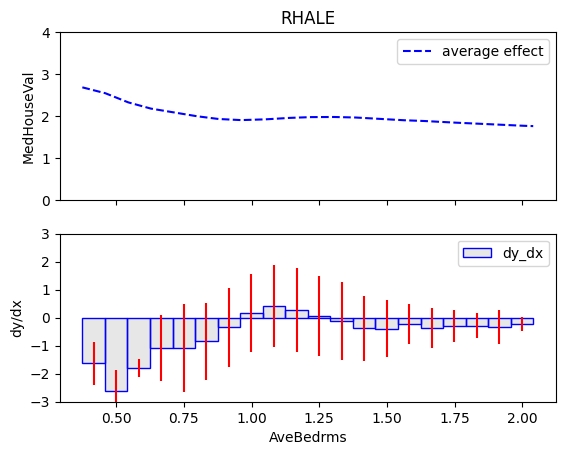 RHALE
average effect
MedHouseVal
4
3
2
1
0
dy_dx
dy/dx
3
2
1
0
−1
−2
−3
0.50 0.75 1.00 1.25 1.50 1.75 2.00
AveBedrms